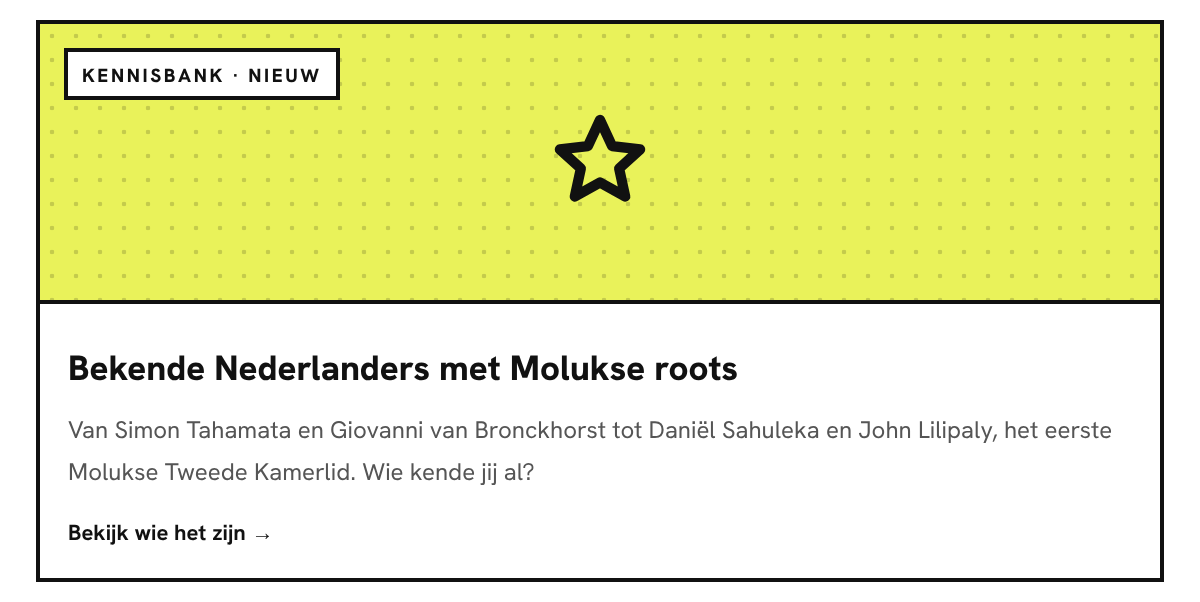 KENNISBANK · NIEUW
Bekende Nederlanders met Molukse roots
Van Simon Tahamata en Giovanni van Bronckhorst tot Daniël Sahuleka en John Lilipaly, het eerste
Molukse Tweede Kamerlid. Wie kende jij al?
Bekijk wie het zijn →